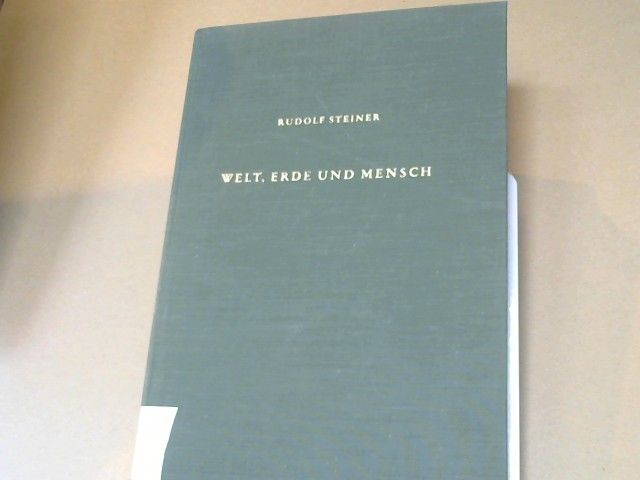 RUDOLF STEINER
WELT, ERDE UND MENSCH